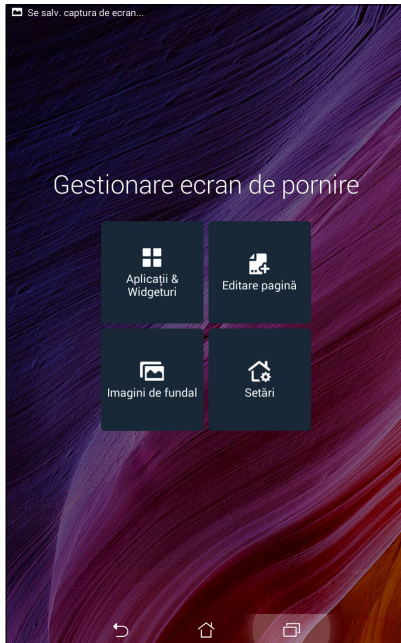 Se salv. captura de ecran...
Gestionare ecran de pornire
Aplicații &
Widgeturi
Editare pagină
Imagini de fundal
Setări